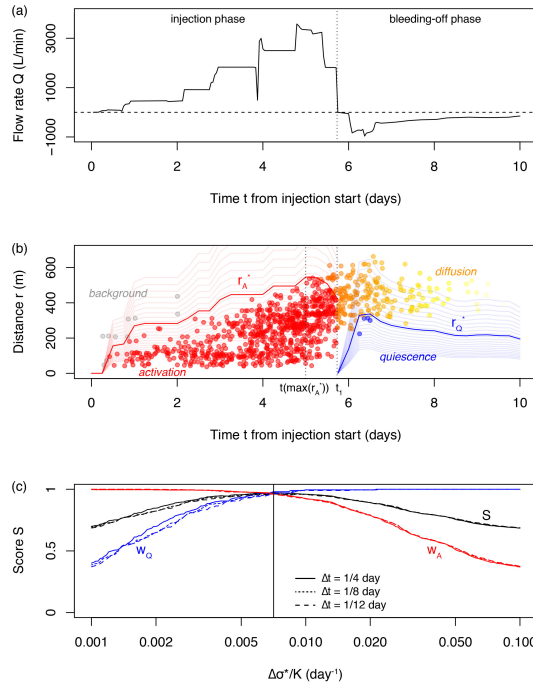 (a)
injection phase
bleeding-off phase
Flow rate Q (L/min)
−1000 1000 3000
0 2 4 6 8 10
Time t from injection start (days)
(b)
Distance r (m)
0 200 400 600
background
r_A^*
diffusion
r_Q^*
activation
quiescence
t(max(r_A^*)) t_1
0 2 4 6 8 10
Time t from injection start (days)
(c)
Score S
0 0.5 1
S
w_Q
w_A
Δt = 1/4 day
Δt = 1/8 day
Δt = 1/12 day
0.001 0.002 0.005 0.010 0.020 0.050 0.100
Δσ*/K (day⁻¹)